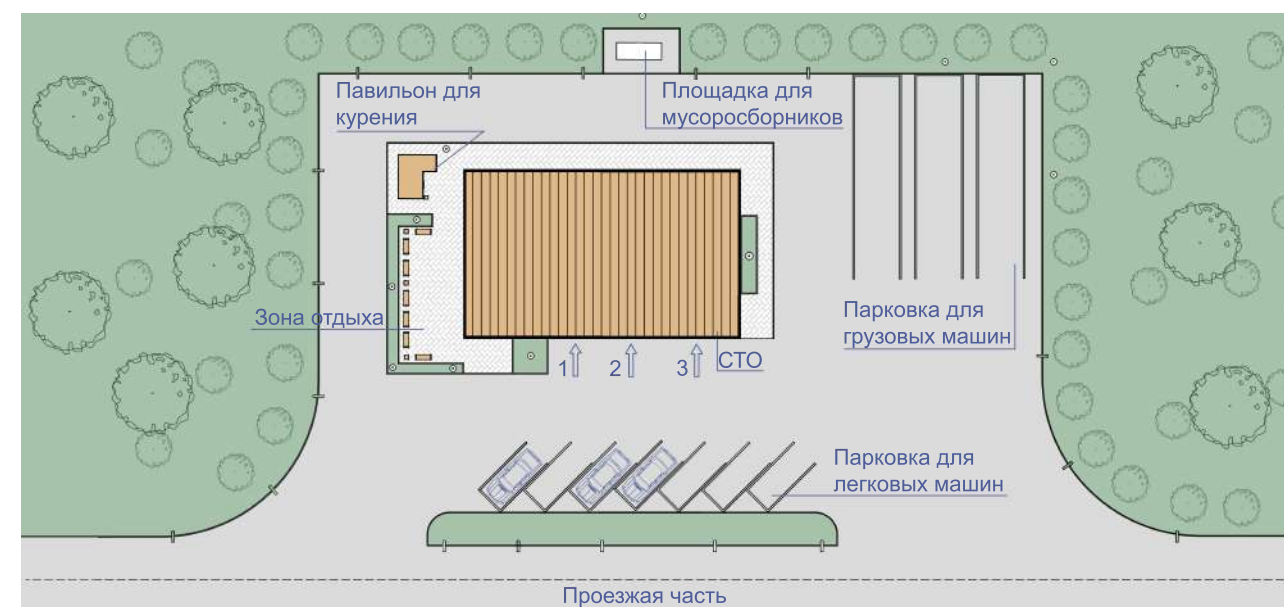 Павильон для
курения
Площадка для
мусоросборников
Зона отдыха
Парковка для
грузовых машин
1
2
3
СТО
Парковка для
легковых машин
Проезжая часть